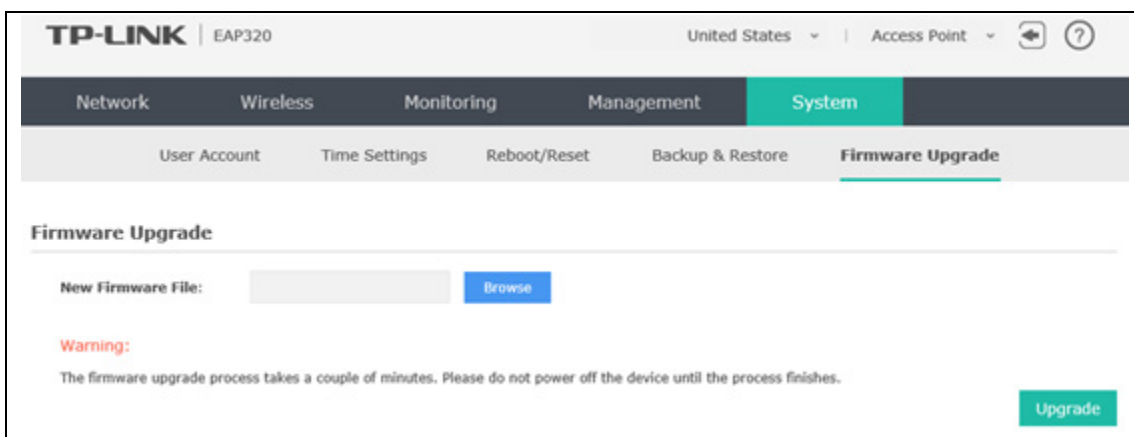 TP-LINK | EAP320 United States | Access Point ?
Network Wireless Monitoring Management System
User Account Time Settings Reboot/Reset Backup & Restore Firmware Upgrade
Firmware Upgrade
New Firmware File: Browse
Warning:
The firmware upgrade process takes a couple of minutes. Please do not power off the device until the process finishes.
Upgrade